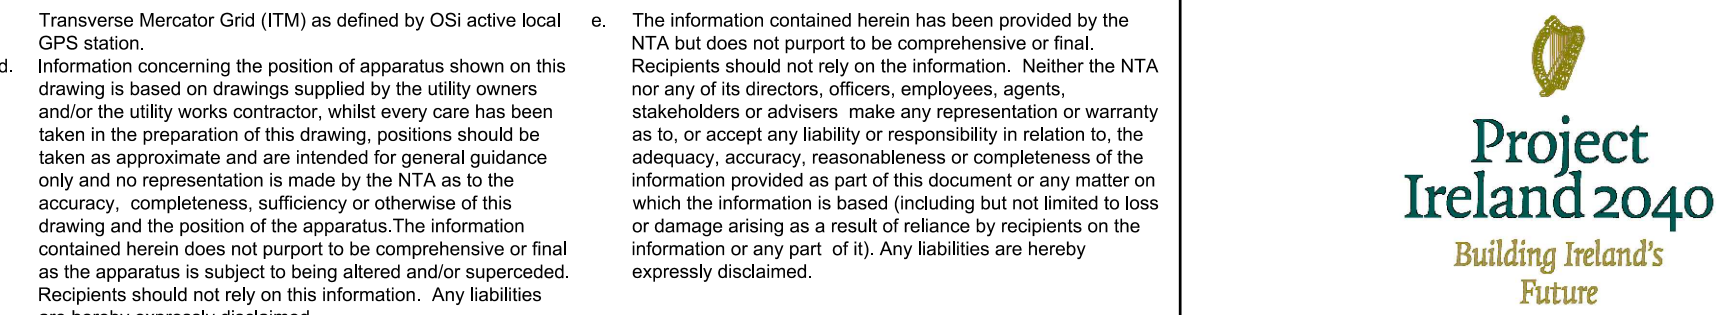 Transverse Mercator Grid (ITM) as defined by OSi active local
GPS station.
d. Information concerning the position of apparatus shown on this
drawing is based on drawings supplied by the utility owners
and/or the utility works contractor, whilst every care has been
taken in the preparation of this drawing, positions should be
taken as approximate and are intended for general guidance
only and no representation is made by the NTA as to the
accuracy, completeness, sufficiency or otherwise of this
drawing and the position of the apparatus.The information
contained herein does not purport to be comprehensive or final
as the apparatus is subject to being altered and/or superceded.
Recipients should not rely on this information. Any liabilities
are hereby expressly disclaimed.
e. The information contained herein has been provided by the
NTA but does not purport to be comprehensive or final.
Recipients should not rely on the information. Neither the NTA
nor any of its directors, officers, employees, agents,
stakeholders or advisers make any representation or warranty
as to, or accept any liability or responsibility in relation to, the
adequacy, accuracy, reasonableness or completeness of the
information provided as part of this document or any matter on
which the information is based (including but not limited to loss
or damage arising as a result of reliance by recipients on the
information or any part of it). Any liabilities are hereby
expressly disclaimed.
Project
Ireland 2040
Building Ireland's
Future